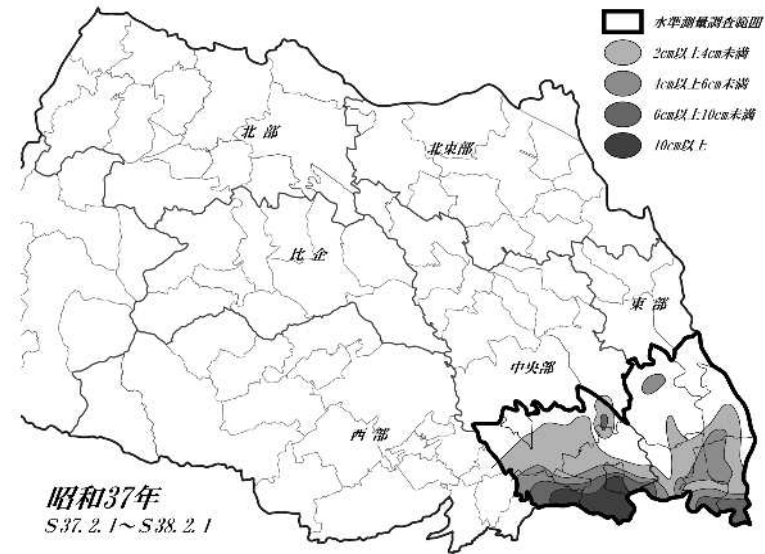 水準測量調査範囲
2cm以上4cm未満
4cm以上6cm未満
6cm以上10cm未満
10cm以上
北部
北東部
比企
東部
中央部
西部
昭和37年
S37.2.1～S38.2.1